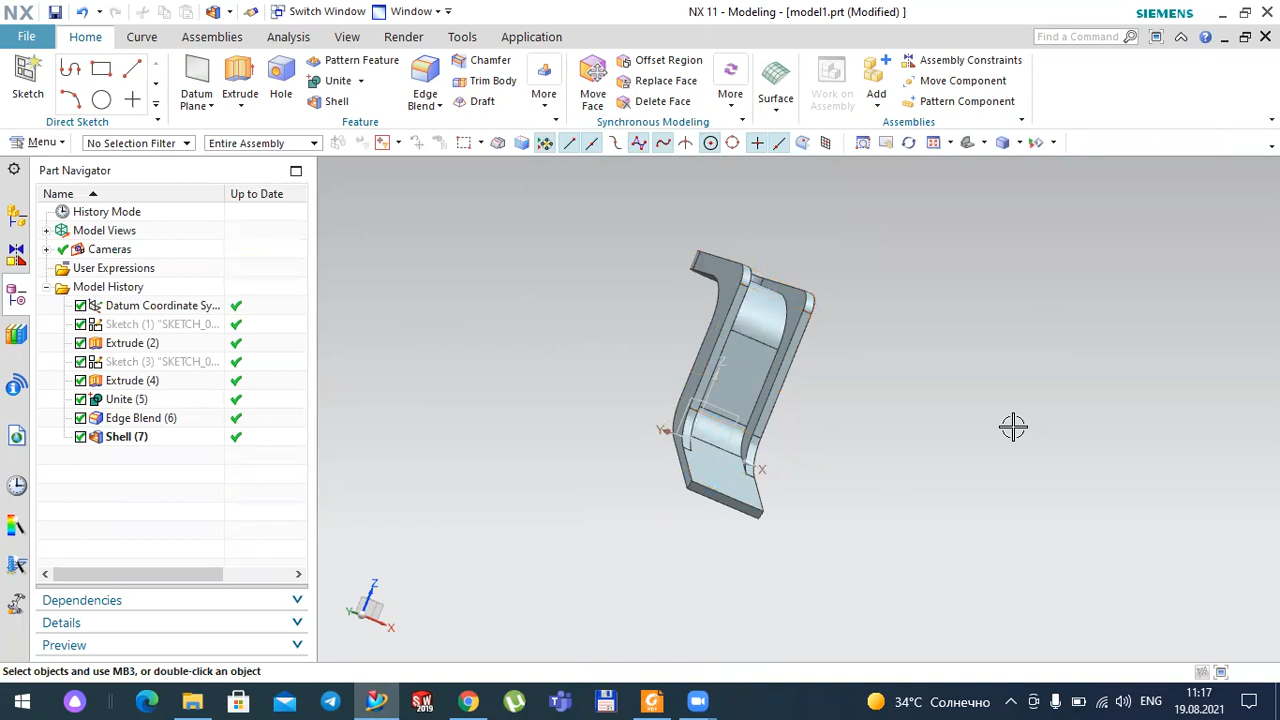 NX Switch Window Window NX 11 - Modeling - [model1.prt (Modified) ] SIEMENS
File Home Curve Assemblies Analysis View Render Tools Application Find a Command
Sketch Datum Plane Extrude Hole Pattern Feature Unite Shell Edge Blend Chamfer Trim Body Draft More Move Face Offset Region Replace Face Delete Face More Surface Work on Assembly Add Assembly Constraints Move Component Pattern Component
Direct Sketch Feature Synchronous Modeling Assemblies
Menu No Selection Filter Entire Assembly
Part Navigator
Name Up to Date
History Mode
Model Views
Cameras
User Expressions
Model History
Datum Coordinate Sy...
Sketch (1) "SKETCH_0...
Extrude (2)
Sketch (3) "SKETCH_0...
Extrude (4)
Unite (5)
Edge Blend (6)
Shell (7)
Z
Y
X
Z
Y
X
Dependencies
Details
Preview
Select objects and use MB3, or double-click an object
SW 2019 PDF 34°C Солнечно ENG 11:17
19.08.2021